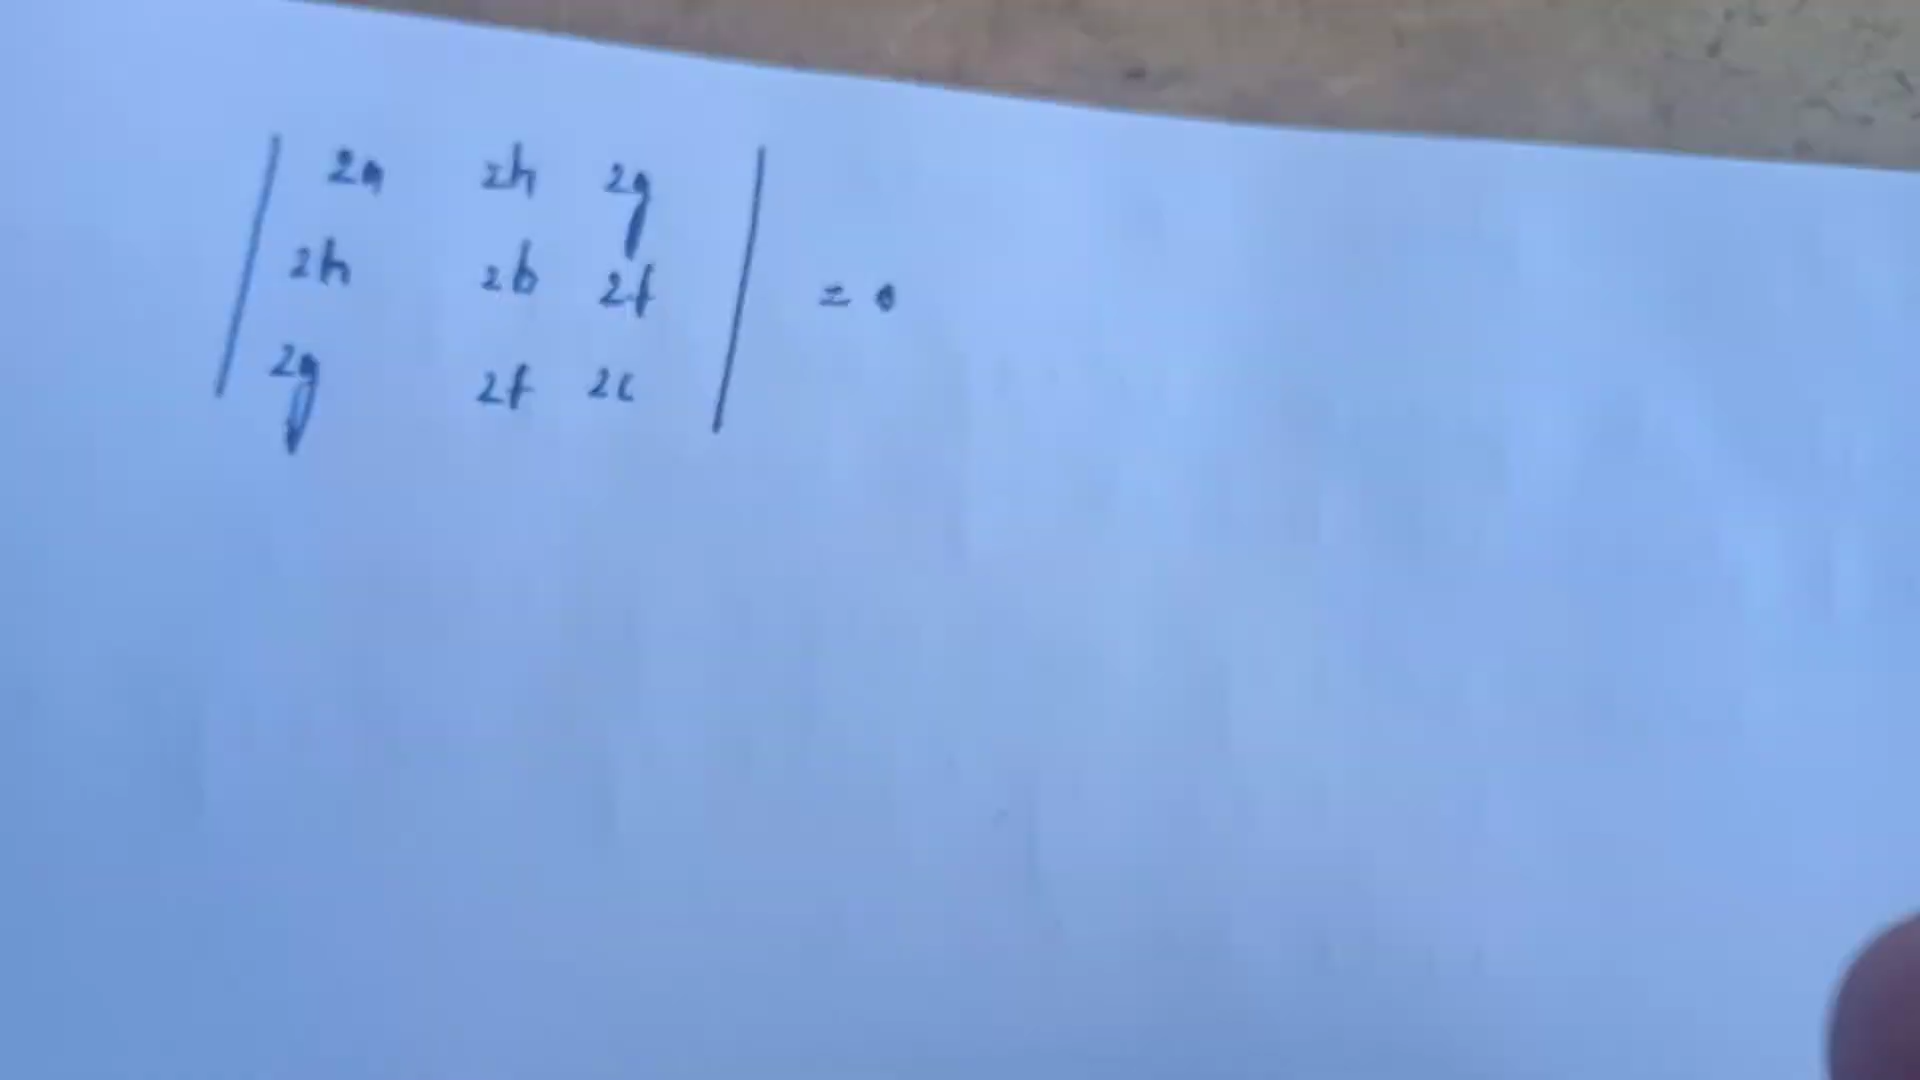 | 2a 2h 2g |
| 2h 2b 2f | = 0
| 2g 2f 2c |